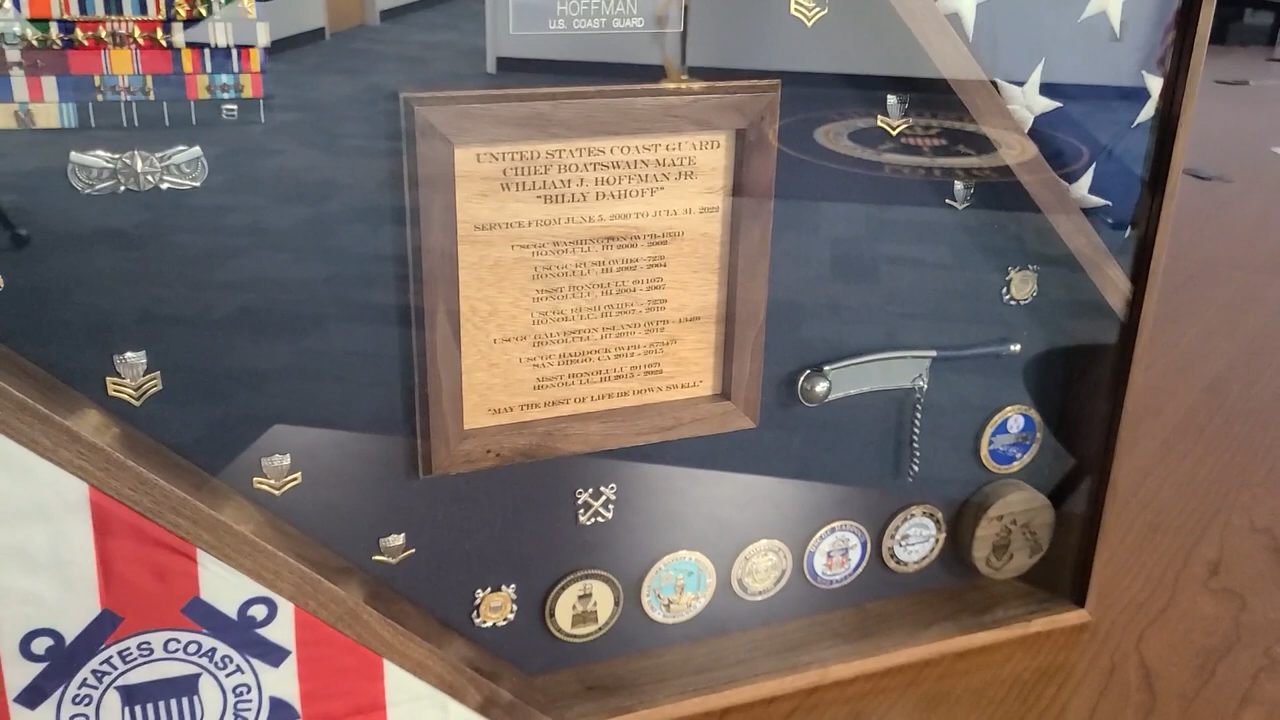 HOFFMAN
U.S. COAST GUARD
UNITED STATES COAST GUARD
CHIEF BOATSWAIN MATE
WILLIAM J. HOFFMAN JR.
"BILLY DAHOFF"
SERVICE FROM JUNE 5, 2000 TO JULY 31, 2022
USCGC WASHINGTON (WPB-1331)
HONOLULU, HI 2000 - 2002
USCGC RUSH (WHEC-723)
HONOLULU, HI 2002 - 2004
MSST HONOLULU (91107)
HONOLULU, HI 2004 - 2007
USCGC RUSH (WHEC - 723)
HONOLULU, HI 2007 - 2010
USCGC GALVESTON ISLAND (WPB - 1349)
HONOLULU, HI 2010 - 2012
USCGC HADDOCK (WPB - 87347)
SAN DIEGO, CA 2012 - 2015
MSST HONOLULU (91107)
HONOLULU, HI 2015 - 2022
"MAY THE REST OF LIFE BE DOWN SWELL"
STATES COAST GUA